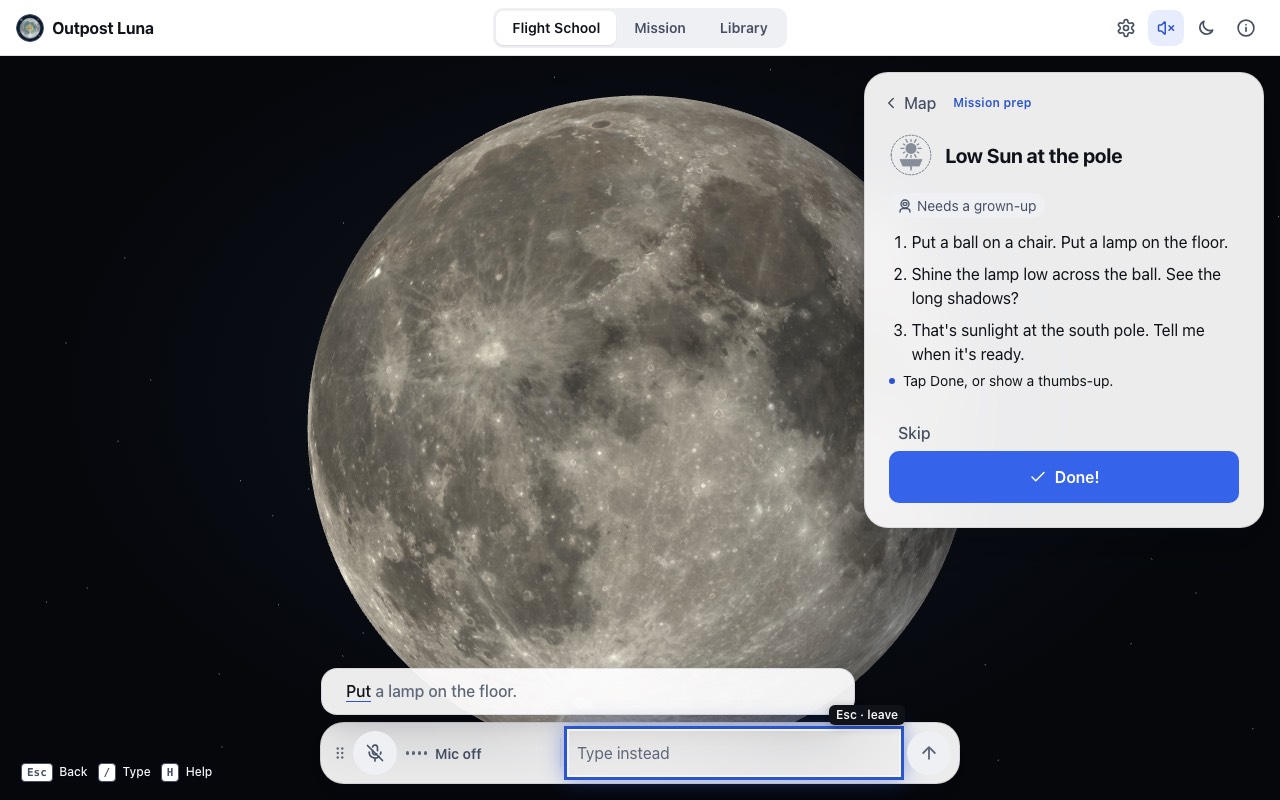 Outpost Luna
Flight School
Mission
Library
Map
Mission prep
Low Sun at the pole
Needs a grown-up
1. Put a ball on a chair. Put a lamp on the floor.
2. Shine the lamp low across the ball. See the
long shadows?
3. That's sunlight at the south pole. Tell me
when it's ready.
Tap Done, or show a thumbs-up.
Skip
Done!
Put a lamp on the floor.
Esc · leave
Mic off
Type instead
Esc Back / Type H Help